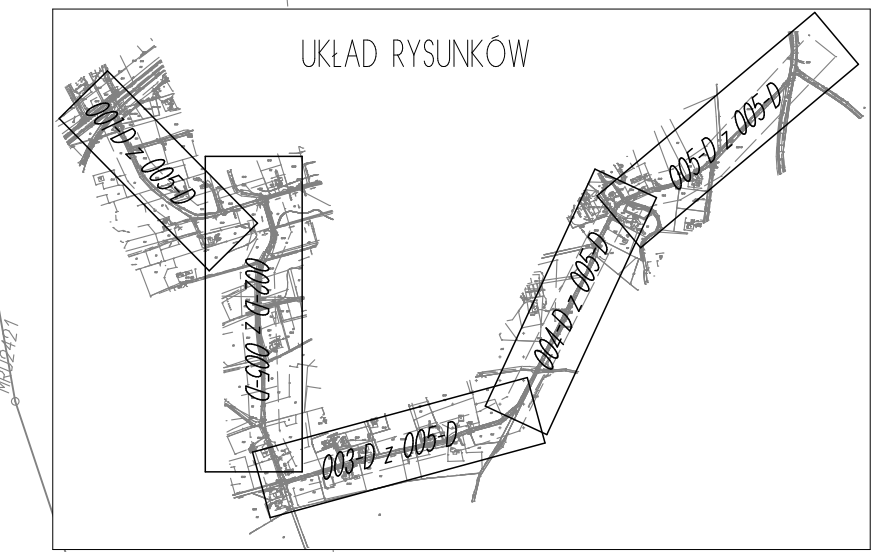 UKŁAD RYSUNKÓW
001-D z 005-D
002-D z 005-D
003-D z 005-D
004-D z 005-D
005-D z 005-D